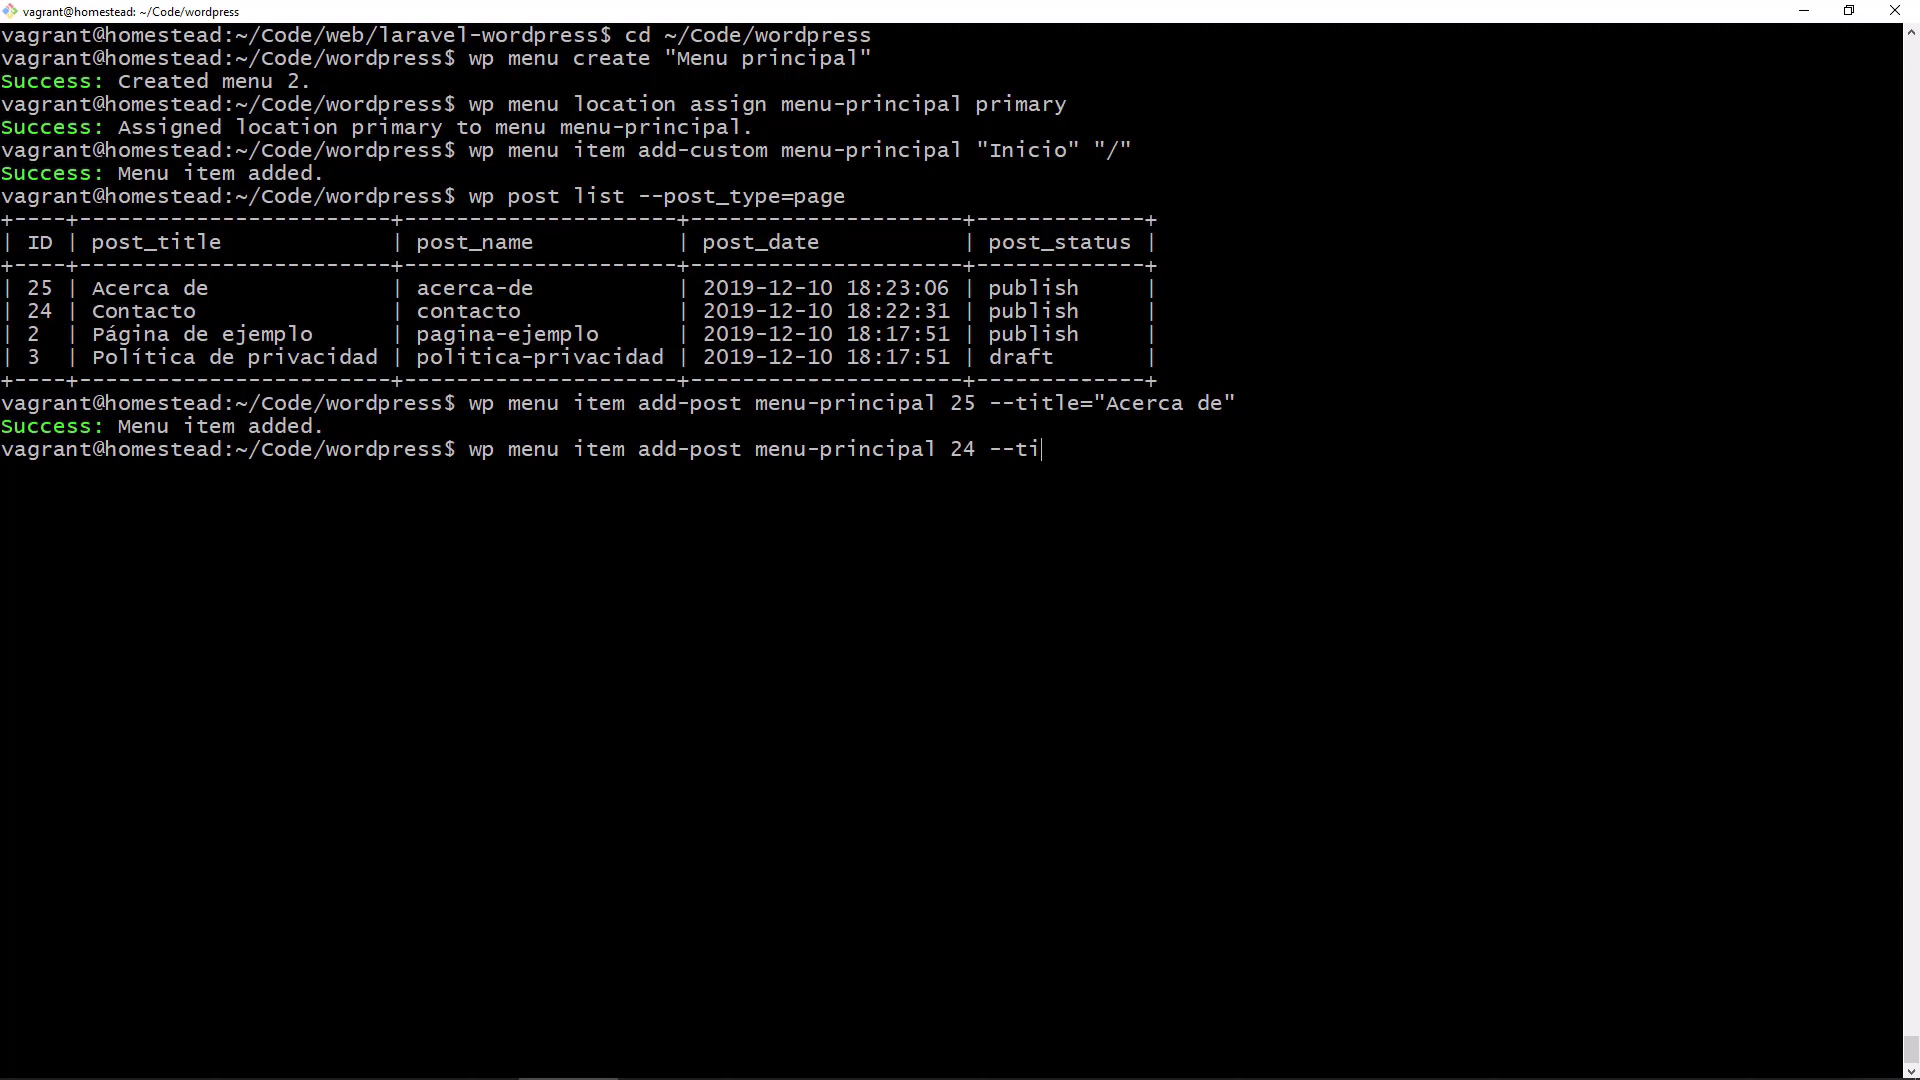 vagrant@homestead: ~/Code/wordpress
vagrant@homestead:~/Code/web/laravel-wordpress$ cd ~/Code/wordpress
vagrant@homestead:~/Code/wordpress$ wp menu create "Menu principal"
Success: Created menu 2.
vagrant@homestead:~/Code/wordpress$ wp menu location assign menu-principal primary
Success: Assigned location primary to menu menu-principal.
vagrant@homestead:~/Code/wordpress$ wp menu item add-custom menu-principal "Inicio" "/"
Success: Menu item added.
vagrant@homestead:~/Code/wordpress$ wp post list --post_type=page
+----+------------------------+---------------------+---------------------+-------------+
| ID | post_title             | post_name           | post_date           | post_status |
+----+------------------------+---------------------+---------------------+-------------+
| 25 | Acerca de              | acerca-de           | 2019-12-10 18:23:06 | publish     |
| 24 | Contacto               | contacto            | 2019-12-10 18:22:31 | publish     |
| 2  | Página de ejemplo      | pagina-ejemplo      | 2019-12-10 18:17:51 | publish     |
| 3  | Política de privacidad | politica-privacidad | 2019-12-10 18:17:51 | draft       |
+----+------------------------+---------------------+---------------------+-------------+
vagrant@homestead:~/Code/wordpress$ wp menu item add-post menu-principal 25 --title="Acerca de"
Success: Menu item added.
vagrant@homestead:~/Code/wordpress$ wp menu item add-post menu-principal 24 --ti